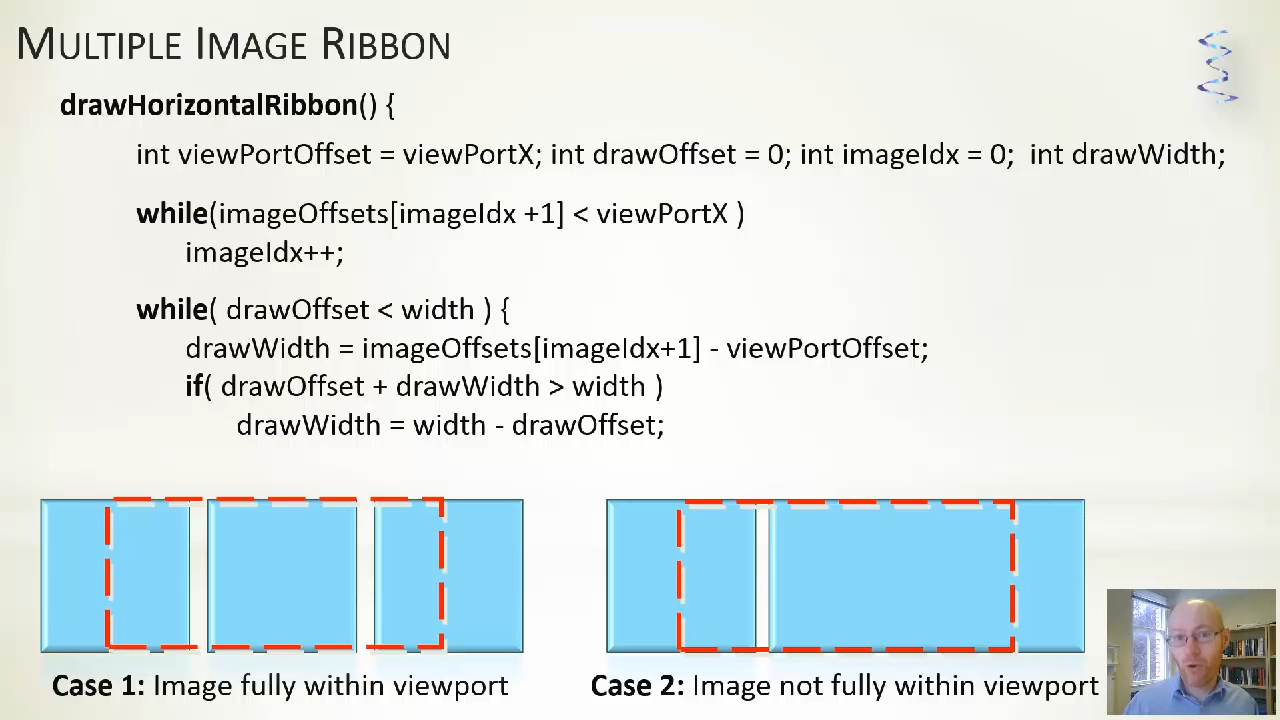 MULTIPLE IMAGE RIBBON
drawHorizontalRibbon() {
int viewPortOffset = viewPortX; int drawOffset = 0; int imageIdx = 0;  int drawWidth;
while(imageOffsets[imageIdx +1] < viewPortX )
imageIdx++;
while( drawOffset < width ) {
drawWidth = imageOffsets[imageIdx+1] - viewPortOffset;
if( drawOffset + drawWidth > width )
drawWidth = width - drawOffset;
Case 1: Image fully within viewport
Case 2: Image not fully within viewport